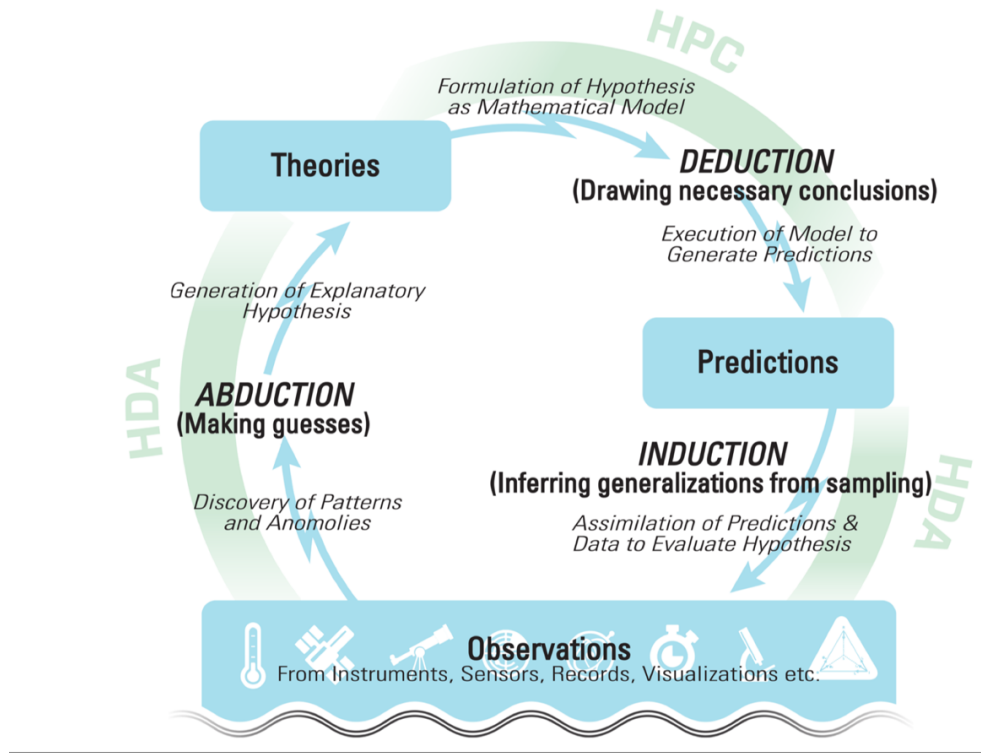 HPC
Formulation of Hypothesis
as Mathematical Model
Theories
DEDUCTION
(Drawing necessary conclusions)
Execution of Model to
Generate Predictions
Generation of Explanatory
Hypothesis
Predictions
HDA
ABDUCTION
(Making guesses)
INDUCTION
(Inferring generalizations from sampling)
HDA
Discovery of Patterns
and Anomolies
Assimilation of Predictions &
Data to Evaluate Hypothesis
Observations
From Instruments, Sensors, Records, Visualizations etc.